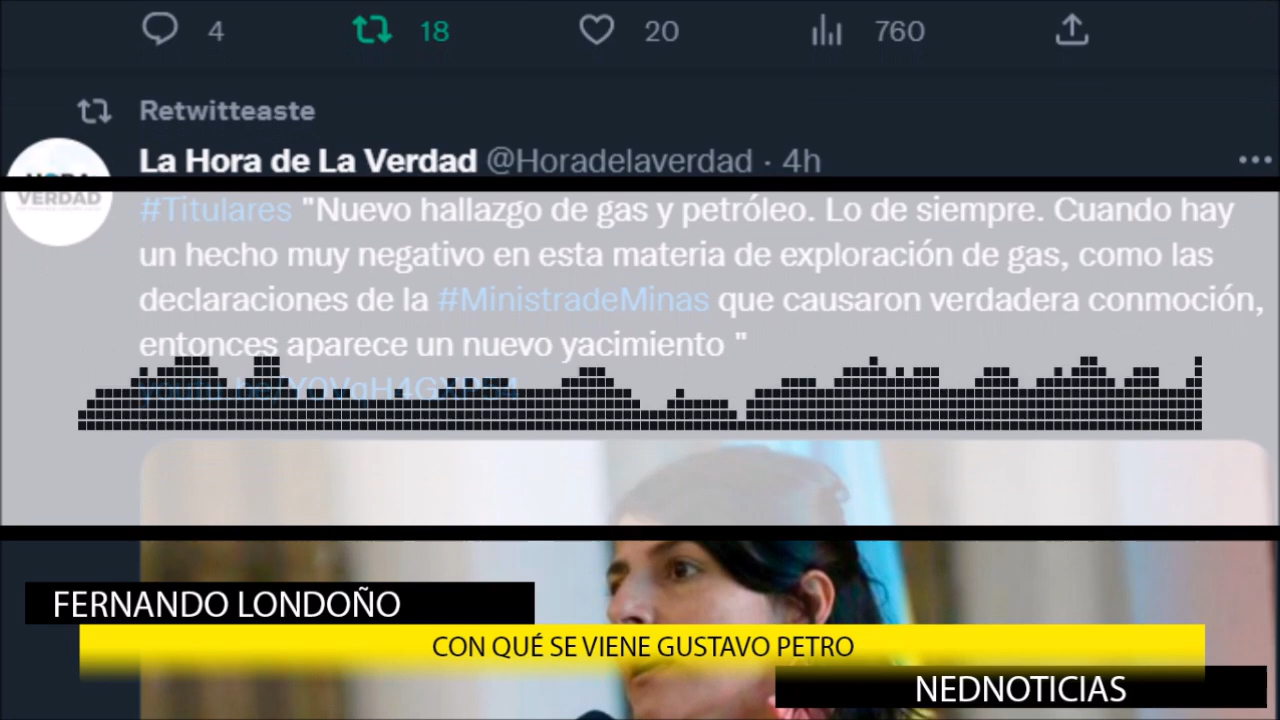 4 18 20 760
Retwitteaste
La Hora de La Verdad @Horadelaverdad · 4h
VERDAD
#Titulares "Nuevo hallazgo de gas y petróleo. Lo de siempre. Cuando hay
un hecho muy negativo en esta materia de exploración de gas, como las
declaraciones de la #MinistradeMinas que causaron verdadera conmoción,
entonces aparece un nuevo yacimiento "
FERNANDO LONDOÑO
CON QUÉ SE VIENE GUSTAVO PETRO
NEDNOTICIAS